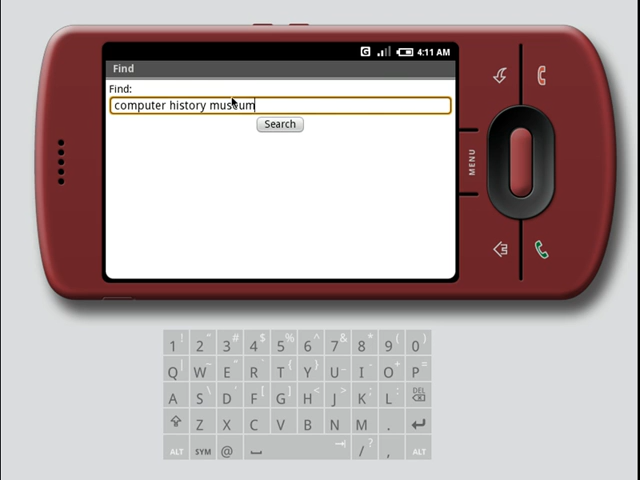 G 4:11 AM
Find
Find:
computer history museum
Search
MENU
1 ! 2 " 3 # 4 $ 5 % 6 ^ 7 & 8 * 9 ( 0 )
Q | W ~ E " R ` T { Y } U _ I - O + P =
A S \ D ' F [ G ] H < J > K ; L : DEL
Z X C V B N M .
ALT SYM @ / ? , ALT